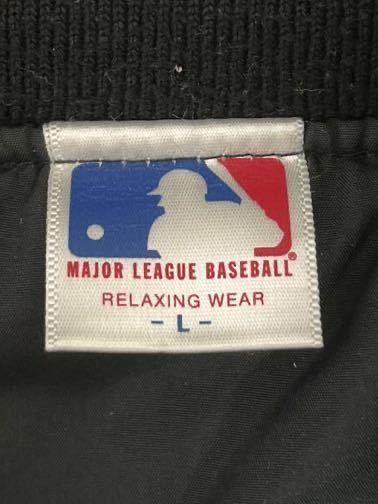 MAJOR LEAGUE BASEBALL®
RELAXING WEAR
- L -